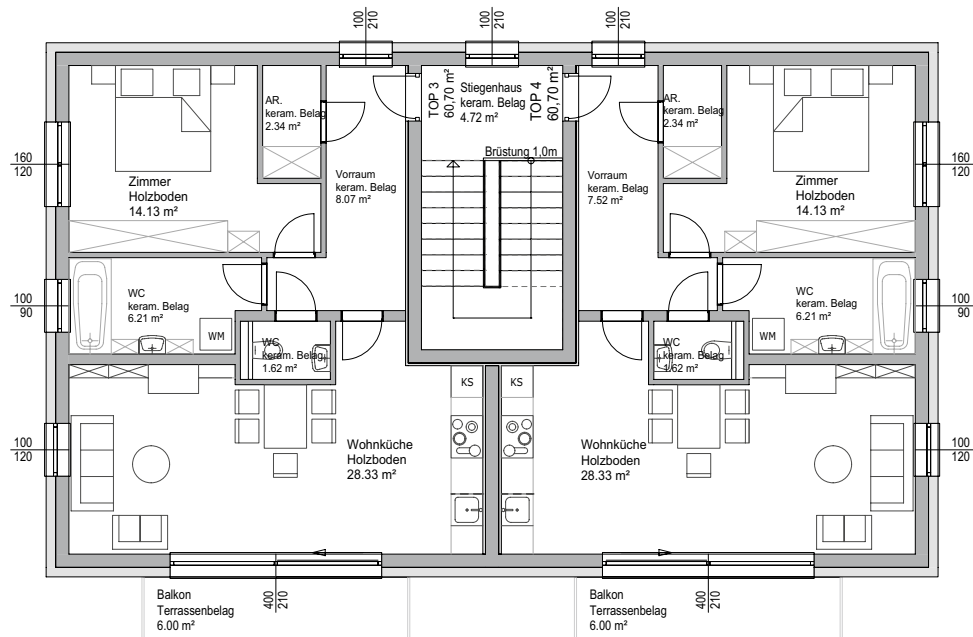 100
210
100
210
100
210
TOP 3
60,70 m²
Stiegenhaus
keram. Belag
4.72 m²
TOP 4
60,70 m²
AR.
keram. Belag
2.34 m²
AR.
keram. Belag
2.34 m²
Brüstung 1,0m
160
120
Zimmer
Holzboden
14.13 m²
Vorraum
keram. Belag
8.07 m²
Vorraum
keram. Belag
7.52 m²
Zimmer
Holzboden
14.13 m²
160
120
100
90
WC
keram. Belag
6.21 m²
WM
WC
keram. Belag
1.62 m²
WC
keram. Belag
1.62 m²
WM
WC
keram. Belag
6.21 m²
100
90
KS
KS
100
120
Wohnküche
Holzboden
28.33 m²
Wohnküche
Holzboden
28.33 m²
100
120
Balkon
Terrassenbelag
6.00 m²
400
210
Balkon
Terrassenbelag
6.00 m²
400
210